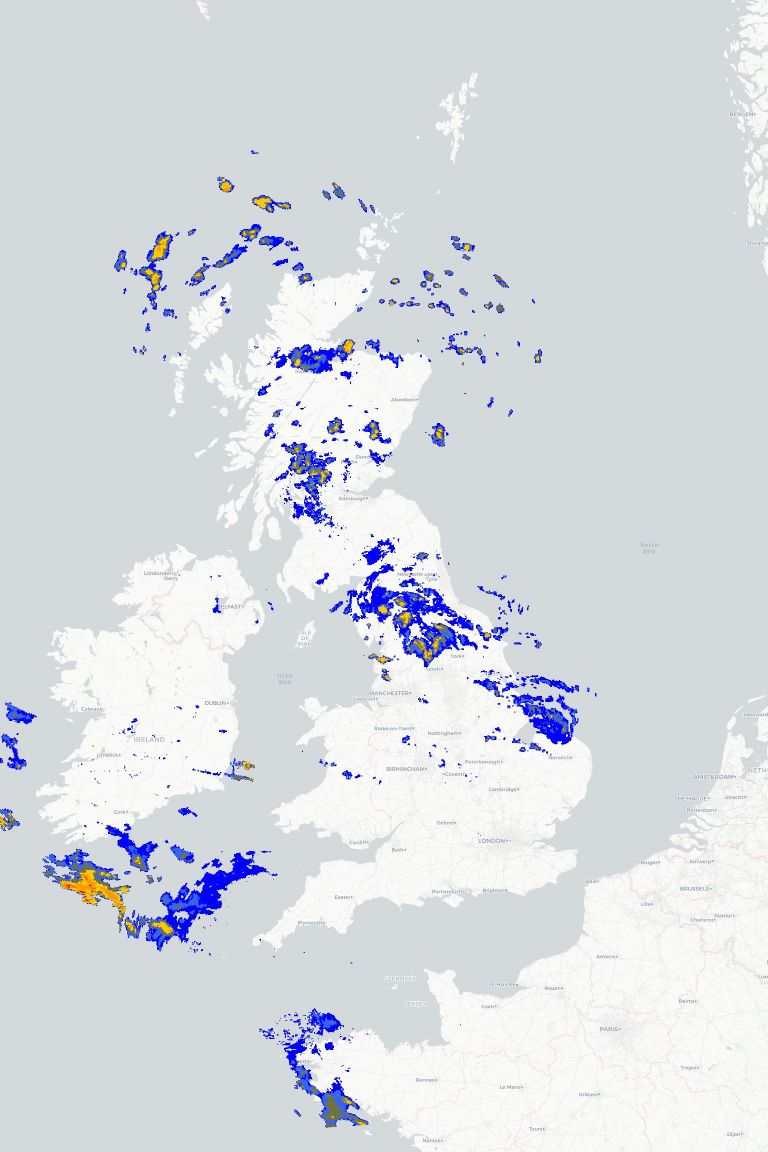 BERGEN
Aberdeen
Edinburgh
North
Sea
Londonderry/
Derry
Newcastle upon
Tyne
BELFAST
ISLE
OF
MAN
York
Leeds
Irish
Sea
MANCHESTER
Liverpool
DUBLIN
Galway
Stoke-on-Trent
Nottingham
IRELAND
Limerick
Norwich
Peterborough
BIRMINGHAM
Coventry
AMSTERDAM
Cambridge
THE HAGUE
Utrecht
Rotterdam
Cork
Oxford
LONDON
Cardiff
Bath
Bruges
Antwerp
Calais
BRUSSELS
Portsmouth
Brighton
Exeter
Lille
Namur
Charleroi
Plymouth
Amiens
GUERNSEY
LE HAVRE
Rouen
JERSEY
Caen
Reims
PARIS
Troyes
Rennes
Le Mans
Orléans
Tours
Dijon
Nantes